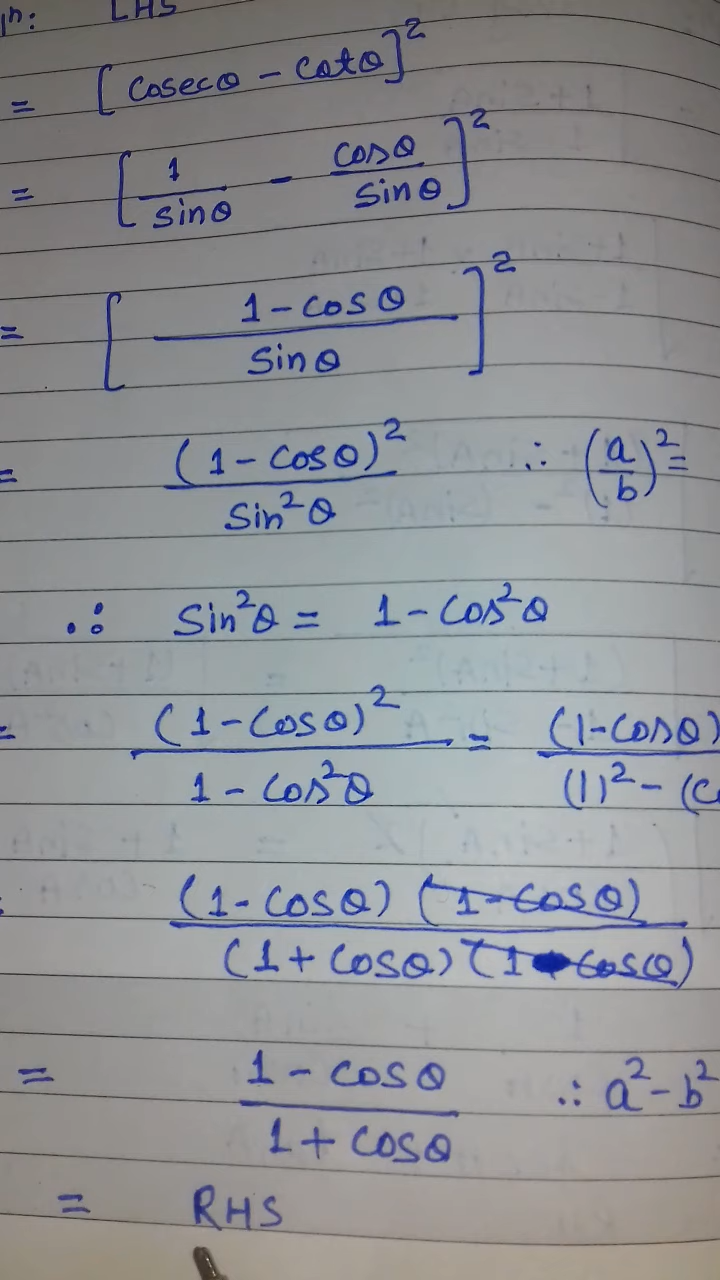 ın: LHS
= [cosecθ - cotθ]²
= [1/sinθ - cosθ/sinθ]²
= [1-cosθ/sinθ]²
= (1-cosθ)²/sin²θ ∴ (a/b)² =
∵ Sin²θ = 1-cos²θ
= (1-cosθ)²/1-cos²θ = (1-cosθ)/(1)²-(c
= (1-cosθ)(1-cosθ)/(1+cosθ)(1-cosθ)
= 1-cosθ/1+cosθ ∴ a²-b²
= RHS